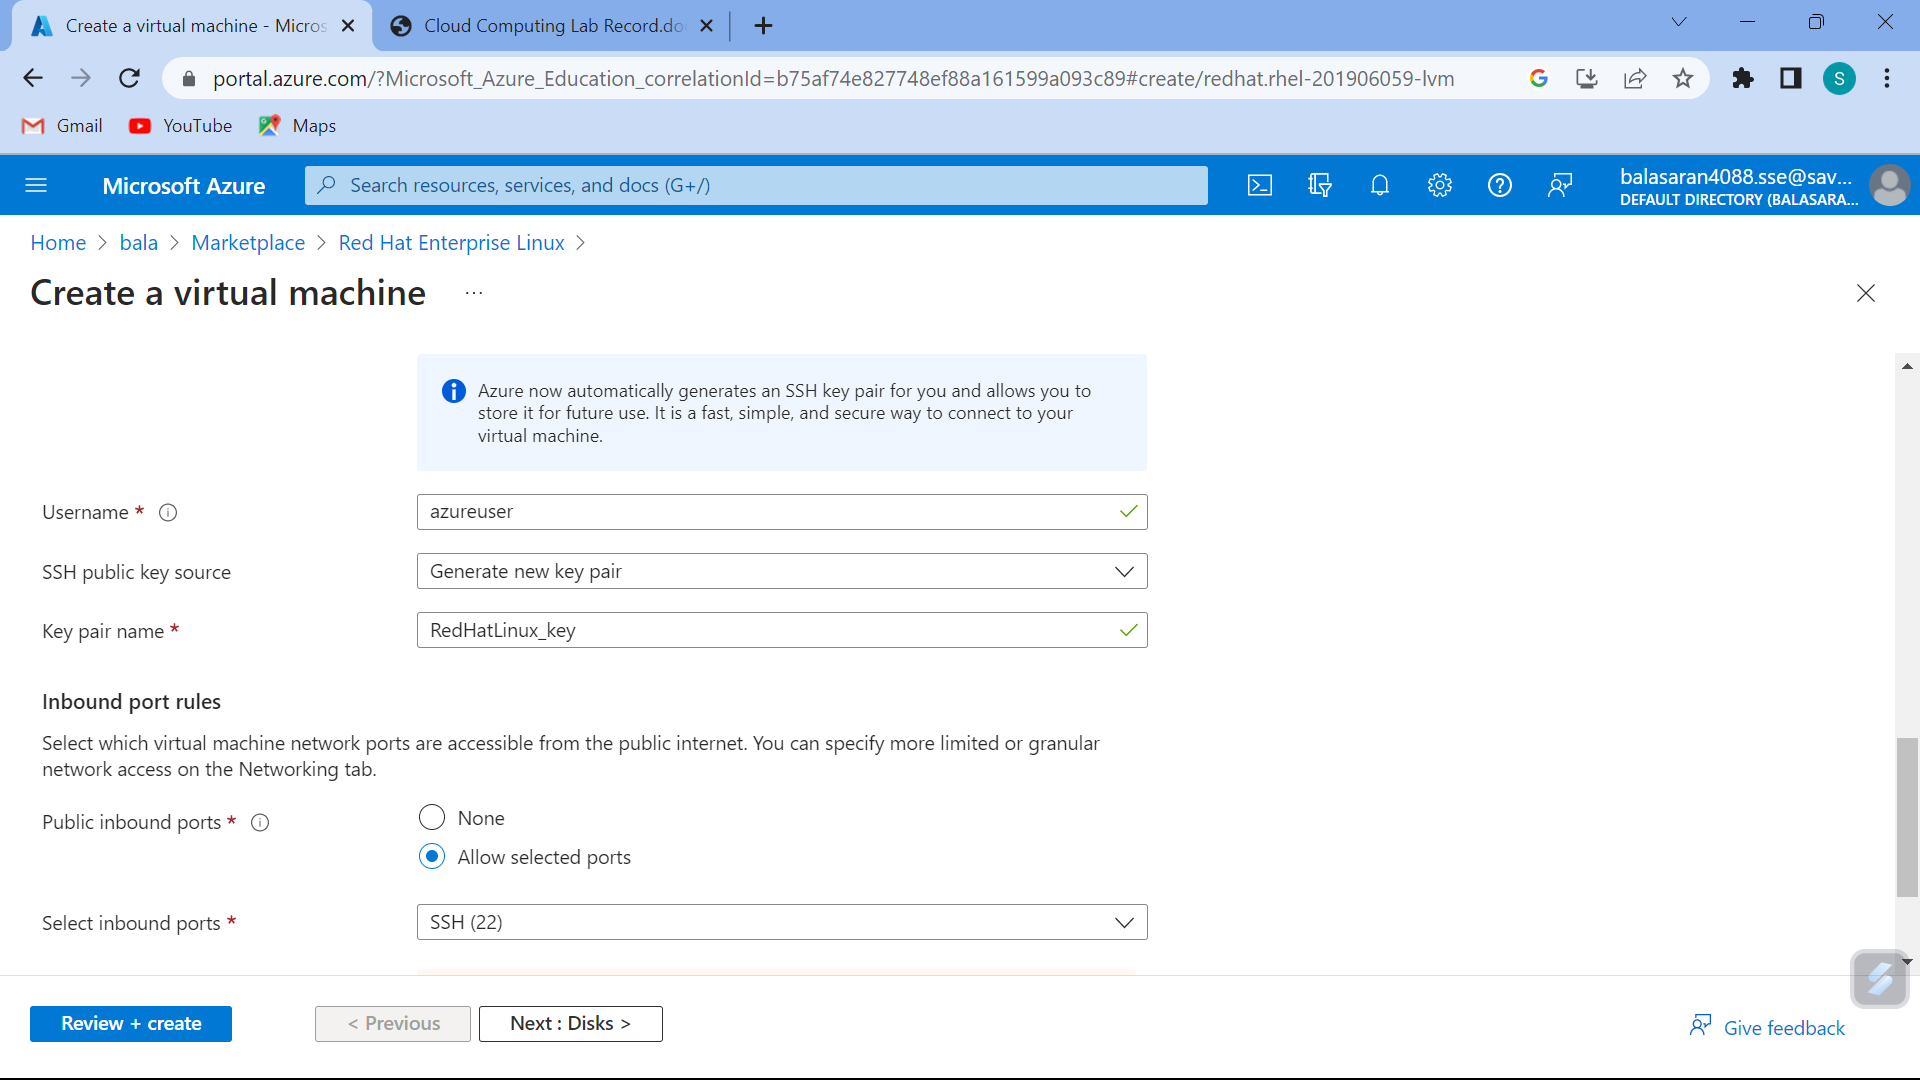 Create a virtual machine - Micros
Cloud Computing Lab Record.do
portal.azure.com/?Microsoft_Azure_Education_correlationId=b75af74e827748ef88a161599a093c89#create/redhat.rhel-201906059-lvm
S
Gmail
YouTube
Maps
Microsoft Azure
Search resources, services, and docs (G+/)
balasaran4088.sse@sav...
DEFAULT DIRECTORY (BALASARA...
Home > bala > Marketplace > Red Hat Enterprise Linux >
Create a virtual machine ...
Azure now automatically generates an SSH key pair for you and allows you to
store it for future use. It is a fast, simple, and secure way to connect to your
virtual machine.
Username *
azureuser
SSH public key source
Generate new key pair
Key pair name *
RedHatLinux_key
Inbound port rules
Select which virtual machine network ports are accessible from the public internet. You can specify more limited or granular
network access on the Networking tab.
Public inbound ports *
None
Allow selected ports
Select inbound ports *
SSH (22)
Review + create
< Previous
Next : Disks >
Give feedback